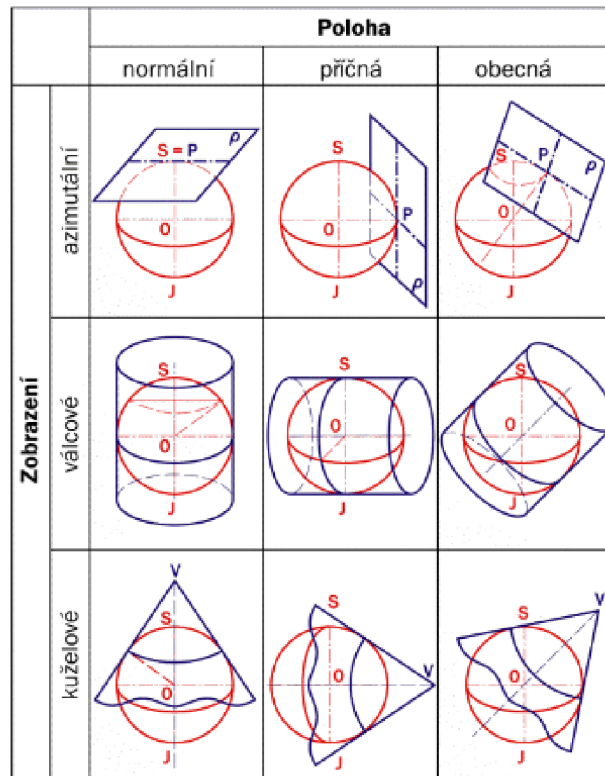 Poloha
normální příčná obecná
Zobrazení
azimutální
S = P ρ
O
J
S
P
O
ρ
J
S P ρ
O
J
válcové
S
O
J
S
O
J
S
O
J
kuželové
V
S
O
J
S
O
V
J
S
V
O
J